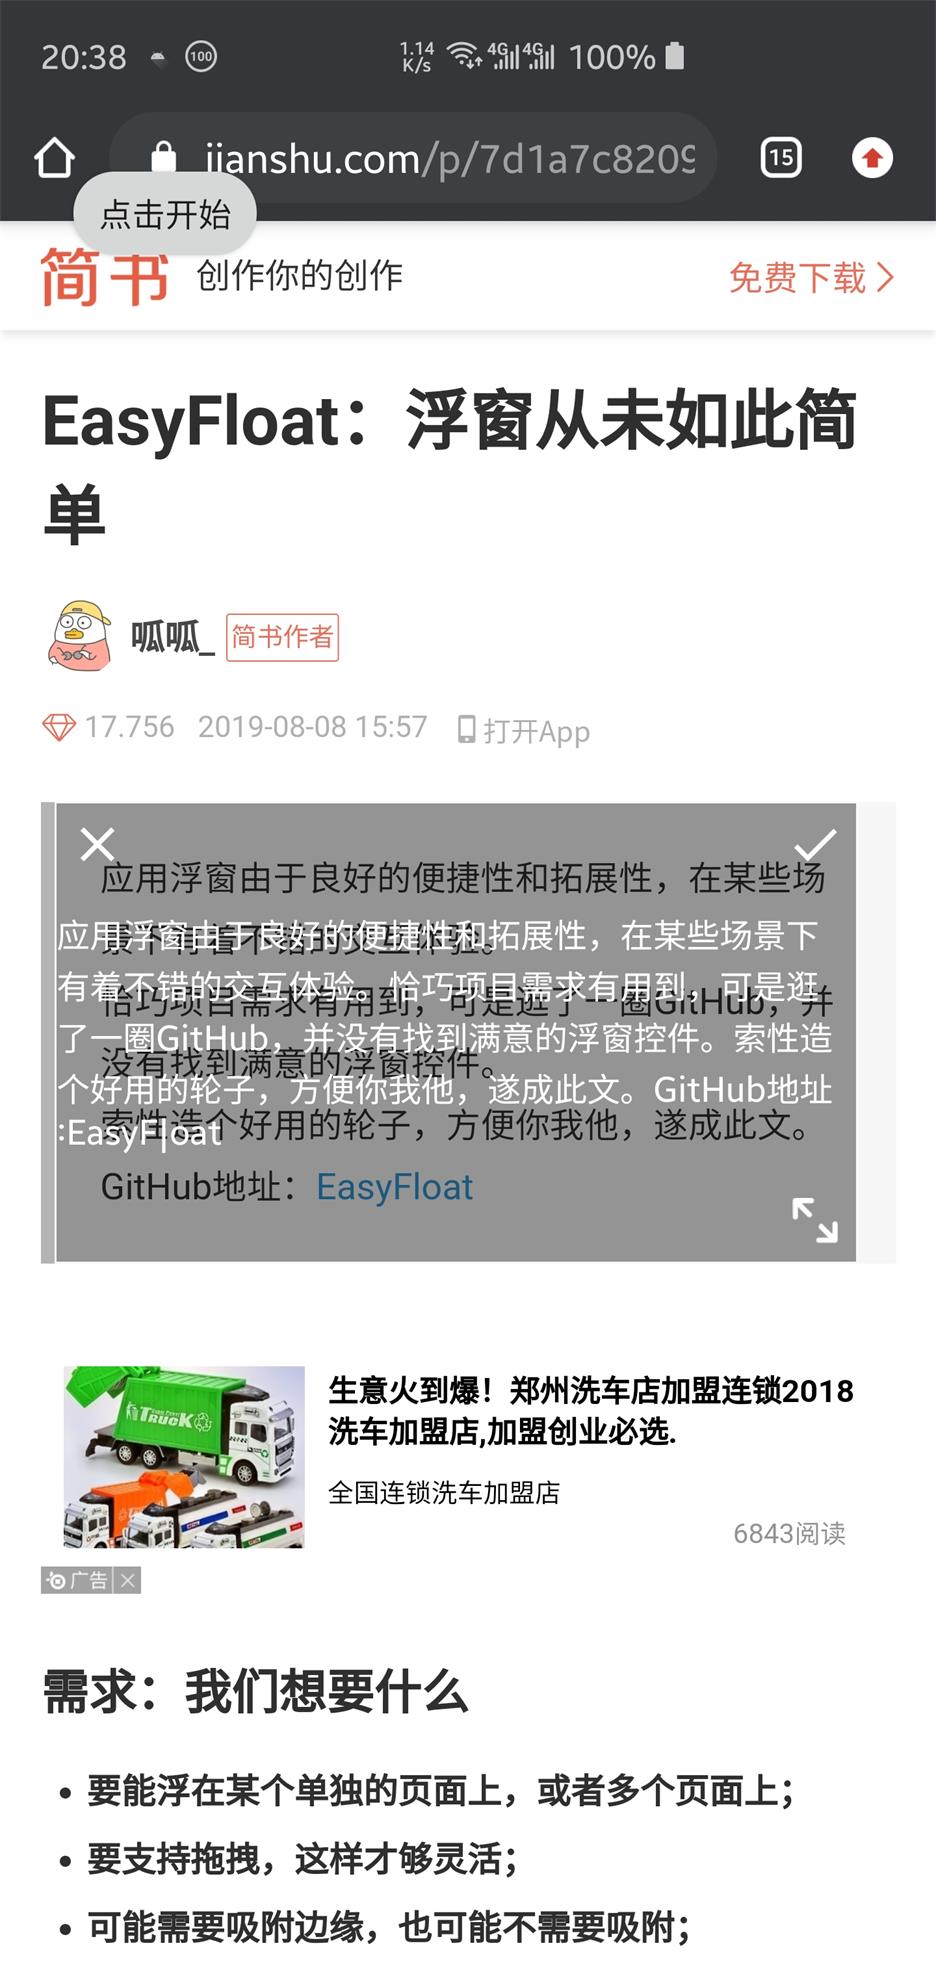 20:38
100
1.14
K/s
4G
4G
100%
jianshu.com/p/7d1a7c8209
15
点击开始
简书
创作你的创作
免费下载
EasyFloat：浮窗从未如此简
单
呱呱_
简书作者
17.756 2019-08-08 15:57 打开App
应用浮窗由于良好的便捷性和拓展性，在某些场
景下有着不错的交互体验。
恰巧项目需求有用到，可是逛了一圈GitHub，并
没有找到满意的浮窗控件。
索性造个好用的轮子，方便你我他，遂成此文。
GitHub地址：EasyFloat
应用浮窗由于良好的便捷性和拓展性，在某些场景下
有着不错的交互体验。恰巧项目需求有用到，可是逛
了一圈GitHub，并没有找到满意的浮窗控件。索性造
个好用的轮子，方便你我他，遂成此文。GitHub地址
:EasyFloat
TRUCK
生意火到爆！郑州洗车店加盟连锁2018
洗车加盟店,加盟创业必选.
全国连锁洗车加盟店
6843阅读
广告
需求：我们想要什么
• 要能浮在某个单独的页面上，或者多个页面上；
• 要支持拖拽，这样才够灵活；
• 可能需要吸附边缘，也可能不需要吸附；